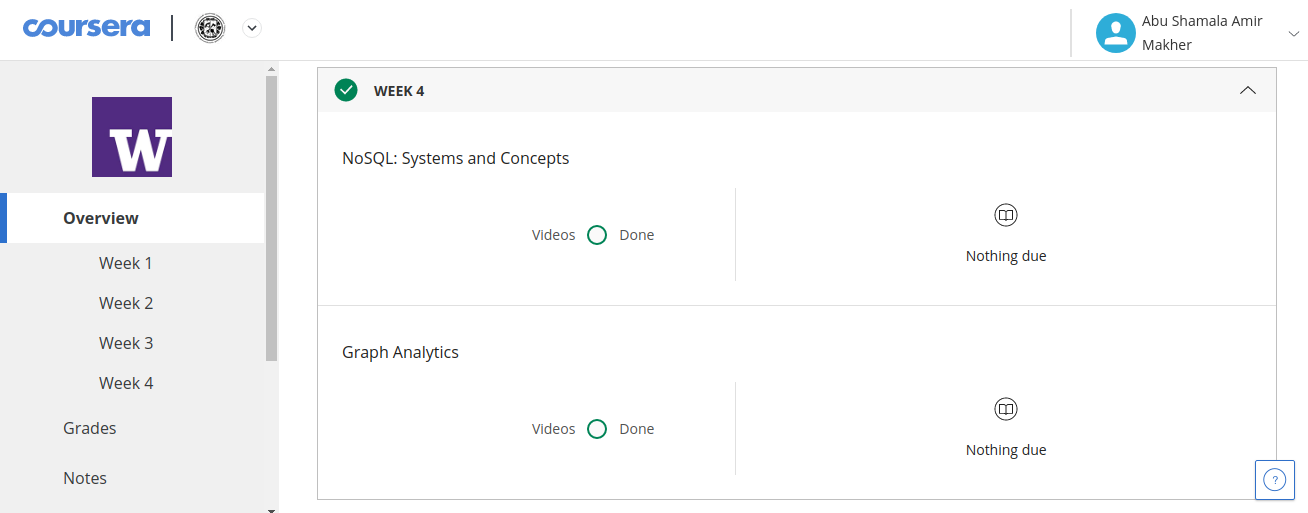 coursera
Abu Shamala Amir
Makher
W
Overview
Week 1
Week 2
Week 3
Week 4
Grades
Notes
WEEK 4
NoSQL: Systems and Concepts
Videos Done
Nothing due
Graph Analytics
Videos Done
Nothing due
?